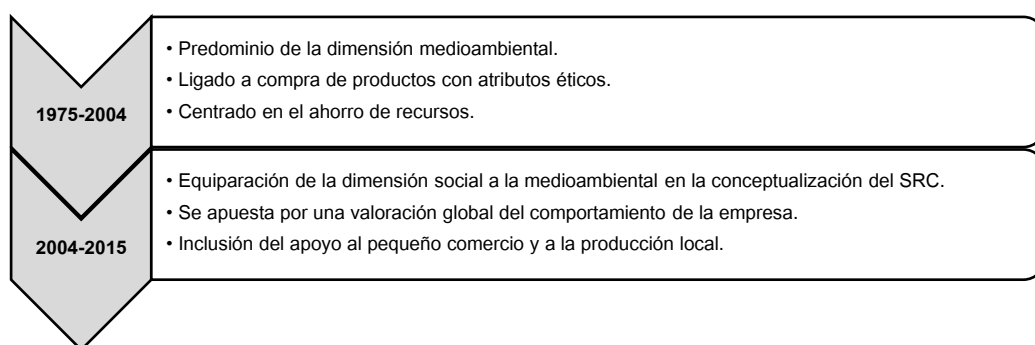 1975-2004
• Predominio de la dimensión medioambiental.
• Ligado a compra de productos con atributos éticos.
• Centrado en el ahorro de recursos.
2004-2015
• Equiparación de la dimensión social a la medioambiental en la conceptualización del SRC.
• Se apuesta por una valoración global del comportamiento de la empresa.
• Inclusión del apoyo al pequeño comercio y a la producción local.